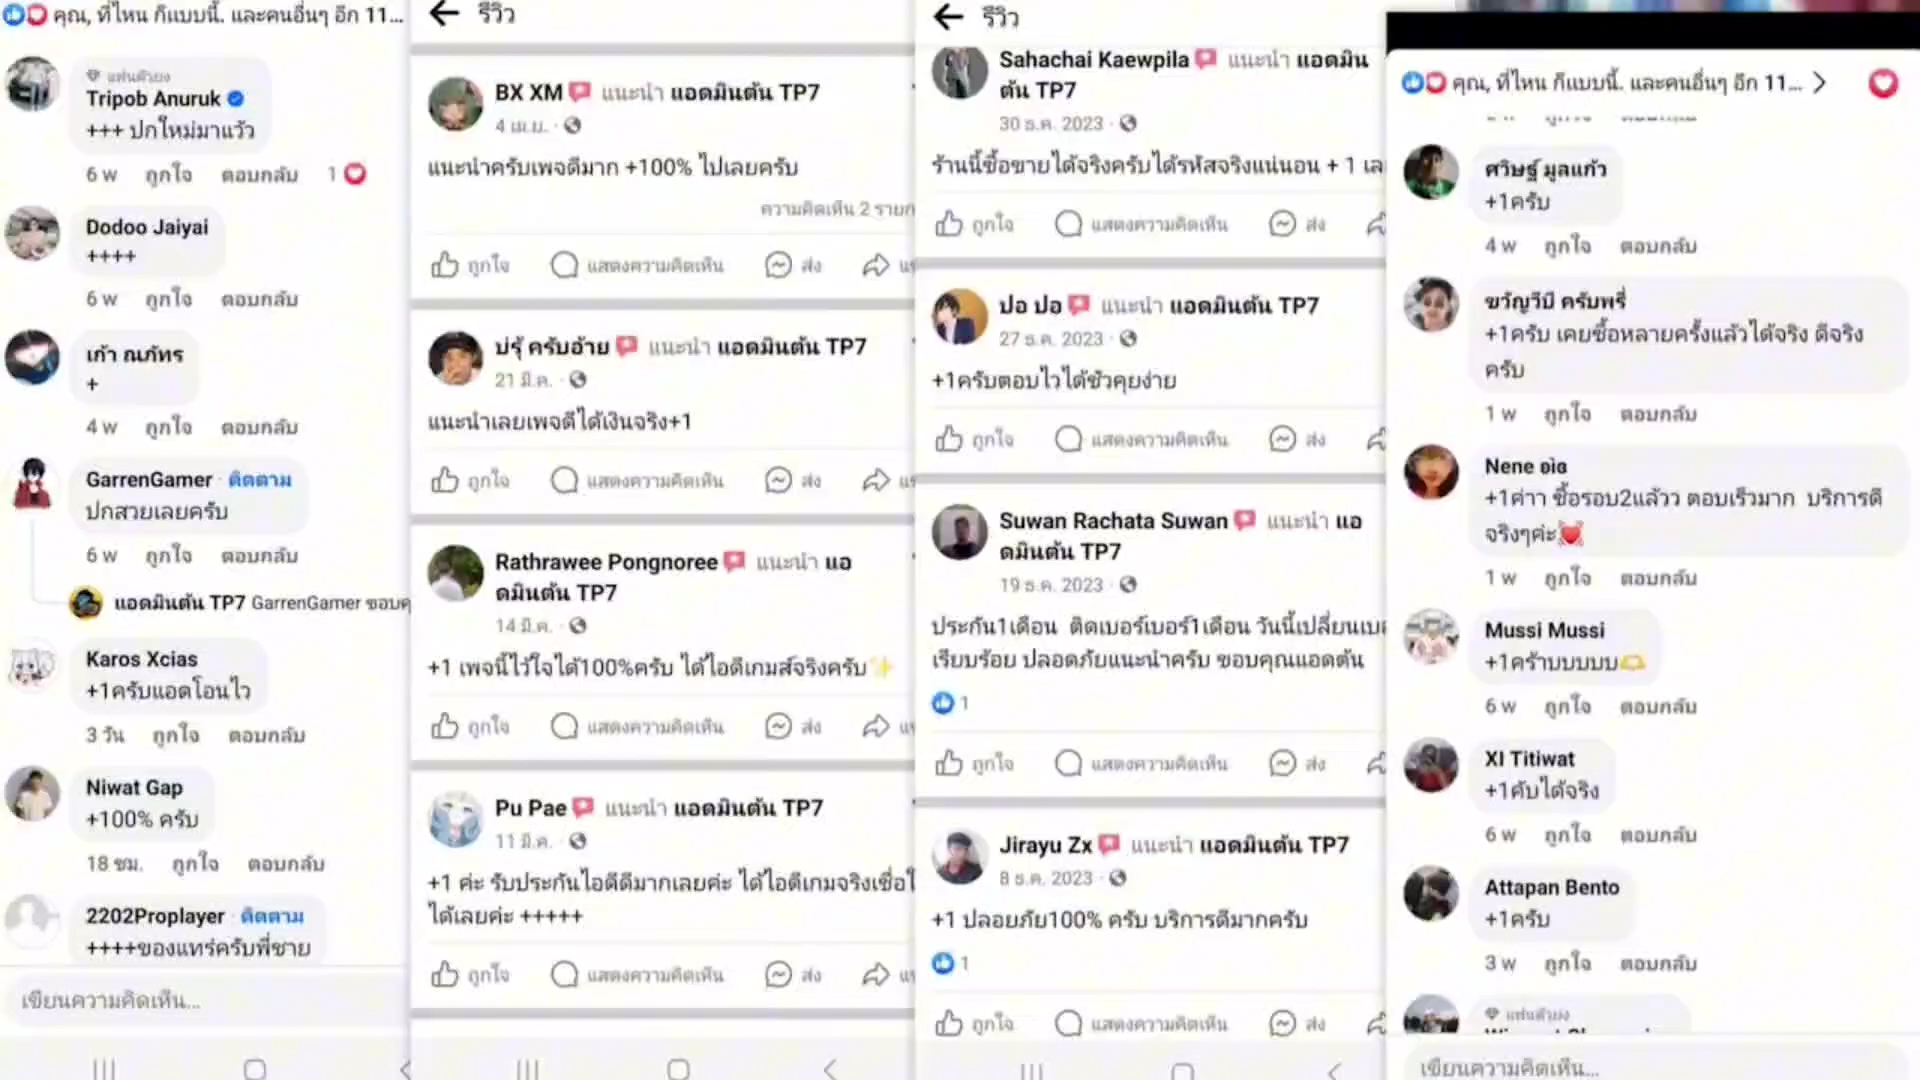 คุณ, ที่ไหน ก็แบบนี้. และคนอื่นๆ อีก 11...
แฟนตัวยง
Tripob Anuruk
+++ ปกใหม่มาแว้ว
6 w ถูกใจ ตอบกลับ 1
Dodoo Jaiyai
++++
6 w ถูกใจ ตอบกลับ
เก้า ณภัทร
+
4 w ถูกใจ ตอบกลับ
GarrenGamer · ติดตาม
ปกสวยเลยครับ
6 w ถูกใจ ตอบกลับ
แอดมินต้น TP7 GarrenGamer ขอบคุ
Karos Xcias
+1ครับแอดโอนไว
3 วัน ถูกใจ ตอบกลับ
Niwat Gap
+100% ครับ
18 ชม. ถูกใจ ตอบกลับ
2202Proplayer · ติดตาม
++++ของแทร่ครับพี่ชาย
เขียนความคิดเห็น...
รีวิว
BX XM แนะนำ แอดมินต้น TP7
4 เม.ย. ·
แนะนำครับเพจดีมาก +100% ไปเลยครับ
ความคิดเห็น 2 รายก
ถูกใจ แสดงความคิดเห็น ส่ง แช
ปรุ้ ครับอ้าย แนะนำ แอดมินต้น TP7
21 มี.ค. ·
แนะนำเลยเพจดีได้เงินจริง+1
ถูกใจ แสดงความคิดเห็น ส่ง แช
Rathrawee Pongnoree แนะนำ แอ
ดมินต้น TP7
14 มี.ค. ·
+1 เพจนี้ไว้ใจได้100%ครับ ได้ไอดีเกมส์จริงครับ✨
ถูกใจ แสดงความคิดเห็น ส่ง แช
Pu Pae แนะนำ แอดมินต้น TP7
11 มี.ค. ·
+1 ค่ะ รับประกันไอดีดีมากเลยค่ะ ได้ไอดีเกมจริงเชื่อใ
ได้เลยค่ะ +++++
ถูกใจ แสดงความคิดเห็น ส่ง แช
รีวิว
Sahachai Kaewpila แนะนำ แอดมิน
ต้น TP7
30 ธ.ค. 2023 ·
ร้านนี้ซื้อขายได้จริงครับได้รหัสจริงแน่นอน + 1 เล
ถูกใจ แสดงความคิดเห็น ส่ง
ปอ ปอ แนะนำ แอดมินต้น TP7
27 ธ.ค. 2023 ·
+1ครับตอบไวได้ชัวคุยง่าย
ถูกใจ แสดงความคิดเห็น ส่ง
Suwan Rachata Suwan แนะนำ แอ
ดมินต้น TP7
19 ธ.ค. 2023 ·
ประกัน1เดือน ติดเบอร์เบอร์1เดือน วันนี้เปลี่ยนเบอ
เรียบร้อย ปลอดภัยแนะนำครับ ขอบคุณแอดต้น
1
ถูกใจ แสดงความคิดเห็น ส่ง
Jirayu Zx แนะนำ แอดมินต้น TP7
8 ธ.ค. 2023 ·
+1 ปลอยภัย100% ครับ บริการดีมากครับ
1
ถูกใจ แสดงความคิดเห็น ส่ง
คุณ, ที่ไหน ก็แบบนี้. และคนอื่นๆ อีก 11...
ศวิษฐ์ มูลแก้ว
+1ครับ
4 w ถูกใจ ตอบกลับ
ขวัญวีบี ครับพรี่
+1ครับ เคยซื้อหลายครั้งแล้วได้จริง ดีจริง
ครับ
1 w ถูกใจ ตอบกลับ
Nene
+1ค่าา ซื้อรอบ2แล้วว ตอบเร็วมาก บริการดี
จริงๆค่ะ💓
1 w ถูกใจ ตอบกลับ
Mussi Mussi
+1คร้าบบบบบ🫶
6 w ถูกใจ ตอบกลับ
XI Titiwat
+1คับได้จริง
6 w ถูกใจ ตอบกลับ
Attapan Bento
+1ครับ
3 w ถูกใจ ตอบกลับ
แฟนตัวยง
เขียนความคิดเห็น...